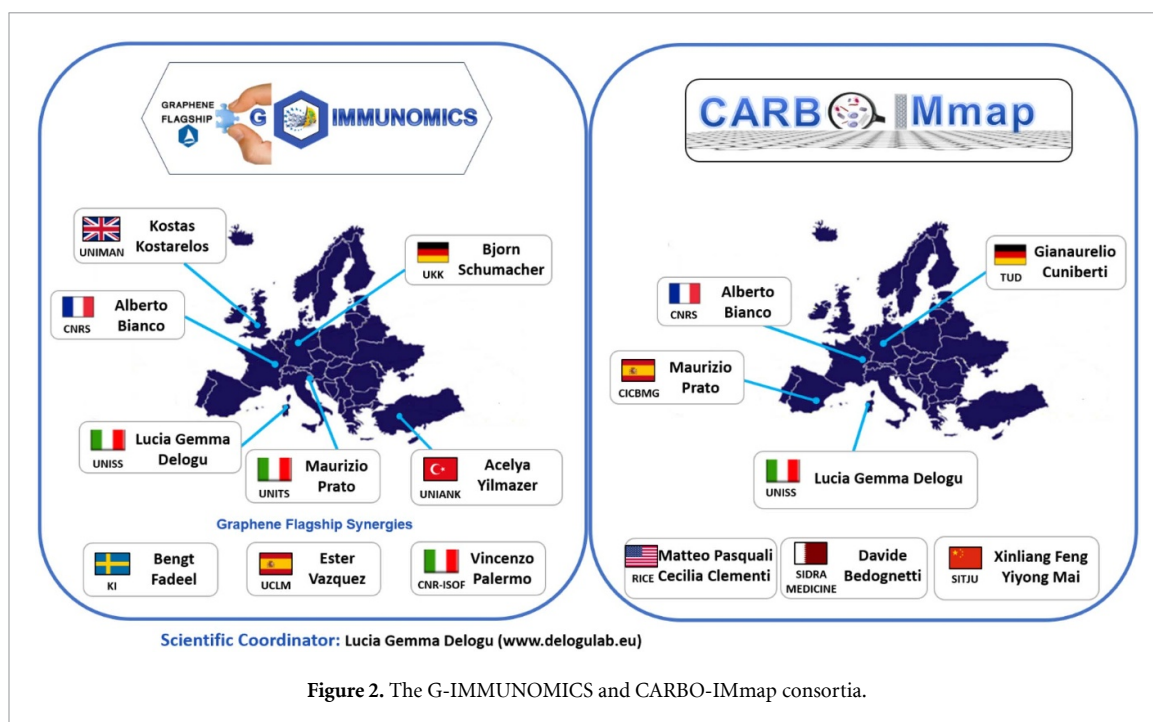 GRAPHENE
FLAGSHIP
G IMMUNOMICS
Kostas
Kostarelos
UNIMAN
Bjorn
Schumacher
UKK
Alberto
Bianco
CNRS
Lucia Gemma
Delogu
UNISS
Maurizio
Prato
UNITS
Acelya
Yilmazer
UNIANK
Graphene Flagship Synergies
Bengt
Fadeel
KI
Ester
Vazquez
UCLM
Vincenzo
Palermo
CNR-ISOF
CARB IMmap
Gianaurelio
Cuniberti
TUD
Alberto
Bianco
CNRS
Maurizio
Prato
CICBMG
Lucia Gemma Delogu
UNISS
Matteo Pasquali
Cecilia Clementi
RICE
Davide
Bedognetti
SIDRA
MEDICINE
Xinliang Feng
Yiyong Mai
SITJU
Scientific Coordinator: Lucia Gemma Delogu (www.delogulab.eu)
Figure 2. The G-IMMUNOMICS and CARBO-IMmap consortia.